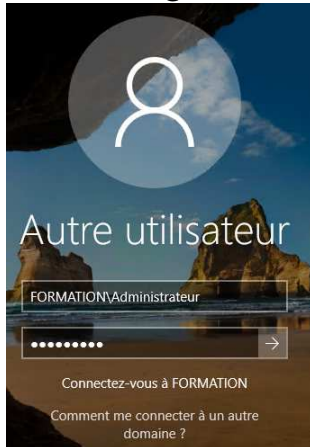 Autre utilisateur
FORMATION\Administrateur
•••••••••
Connectez-vous à FORMATION
Comment me connecter à un autre
domaine ?